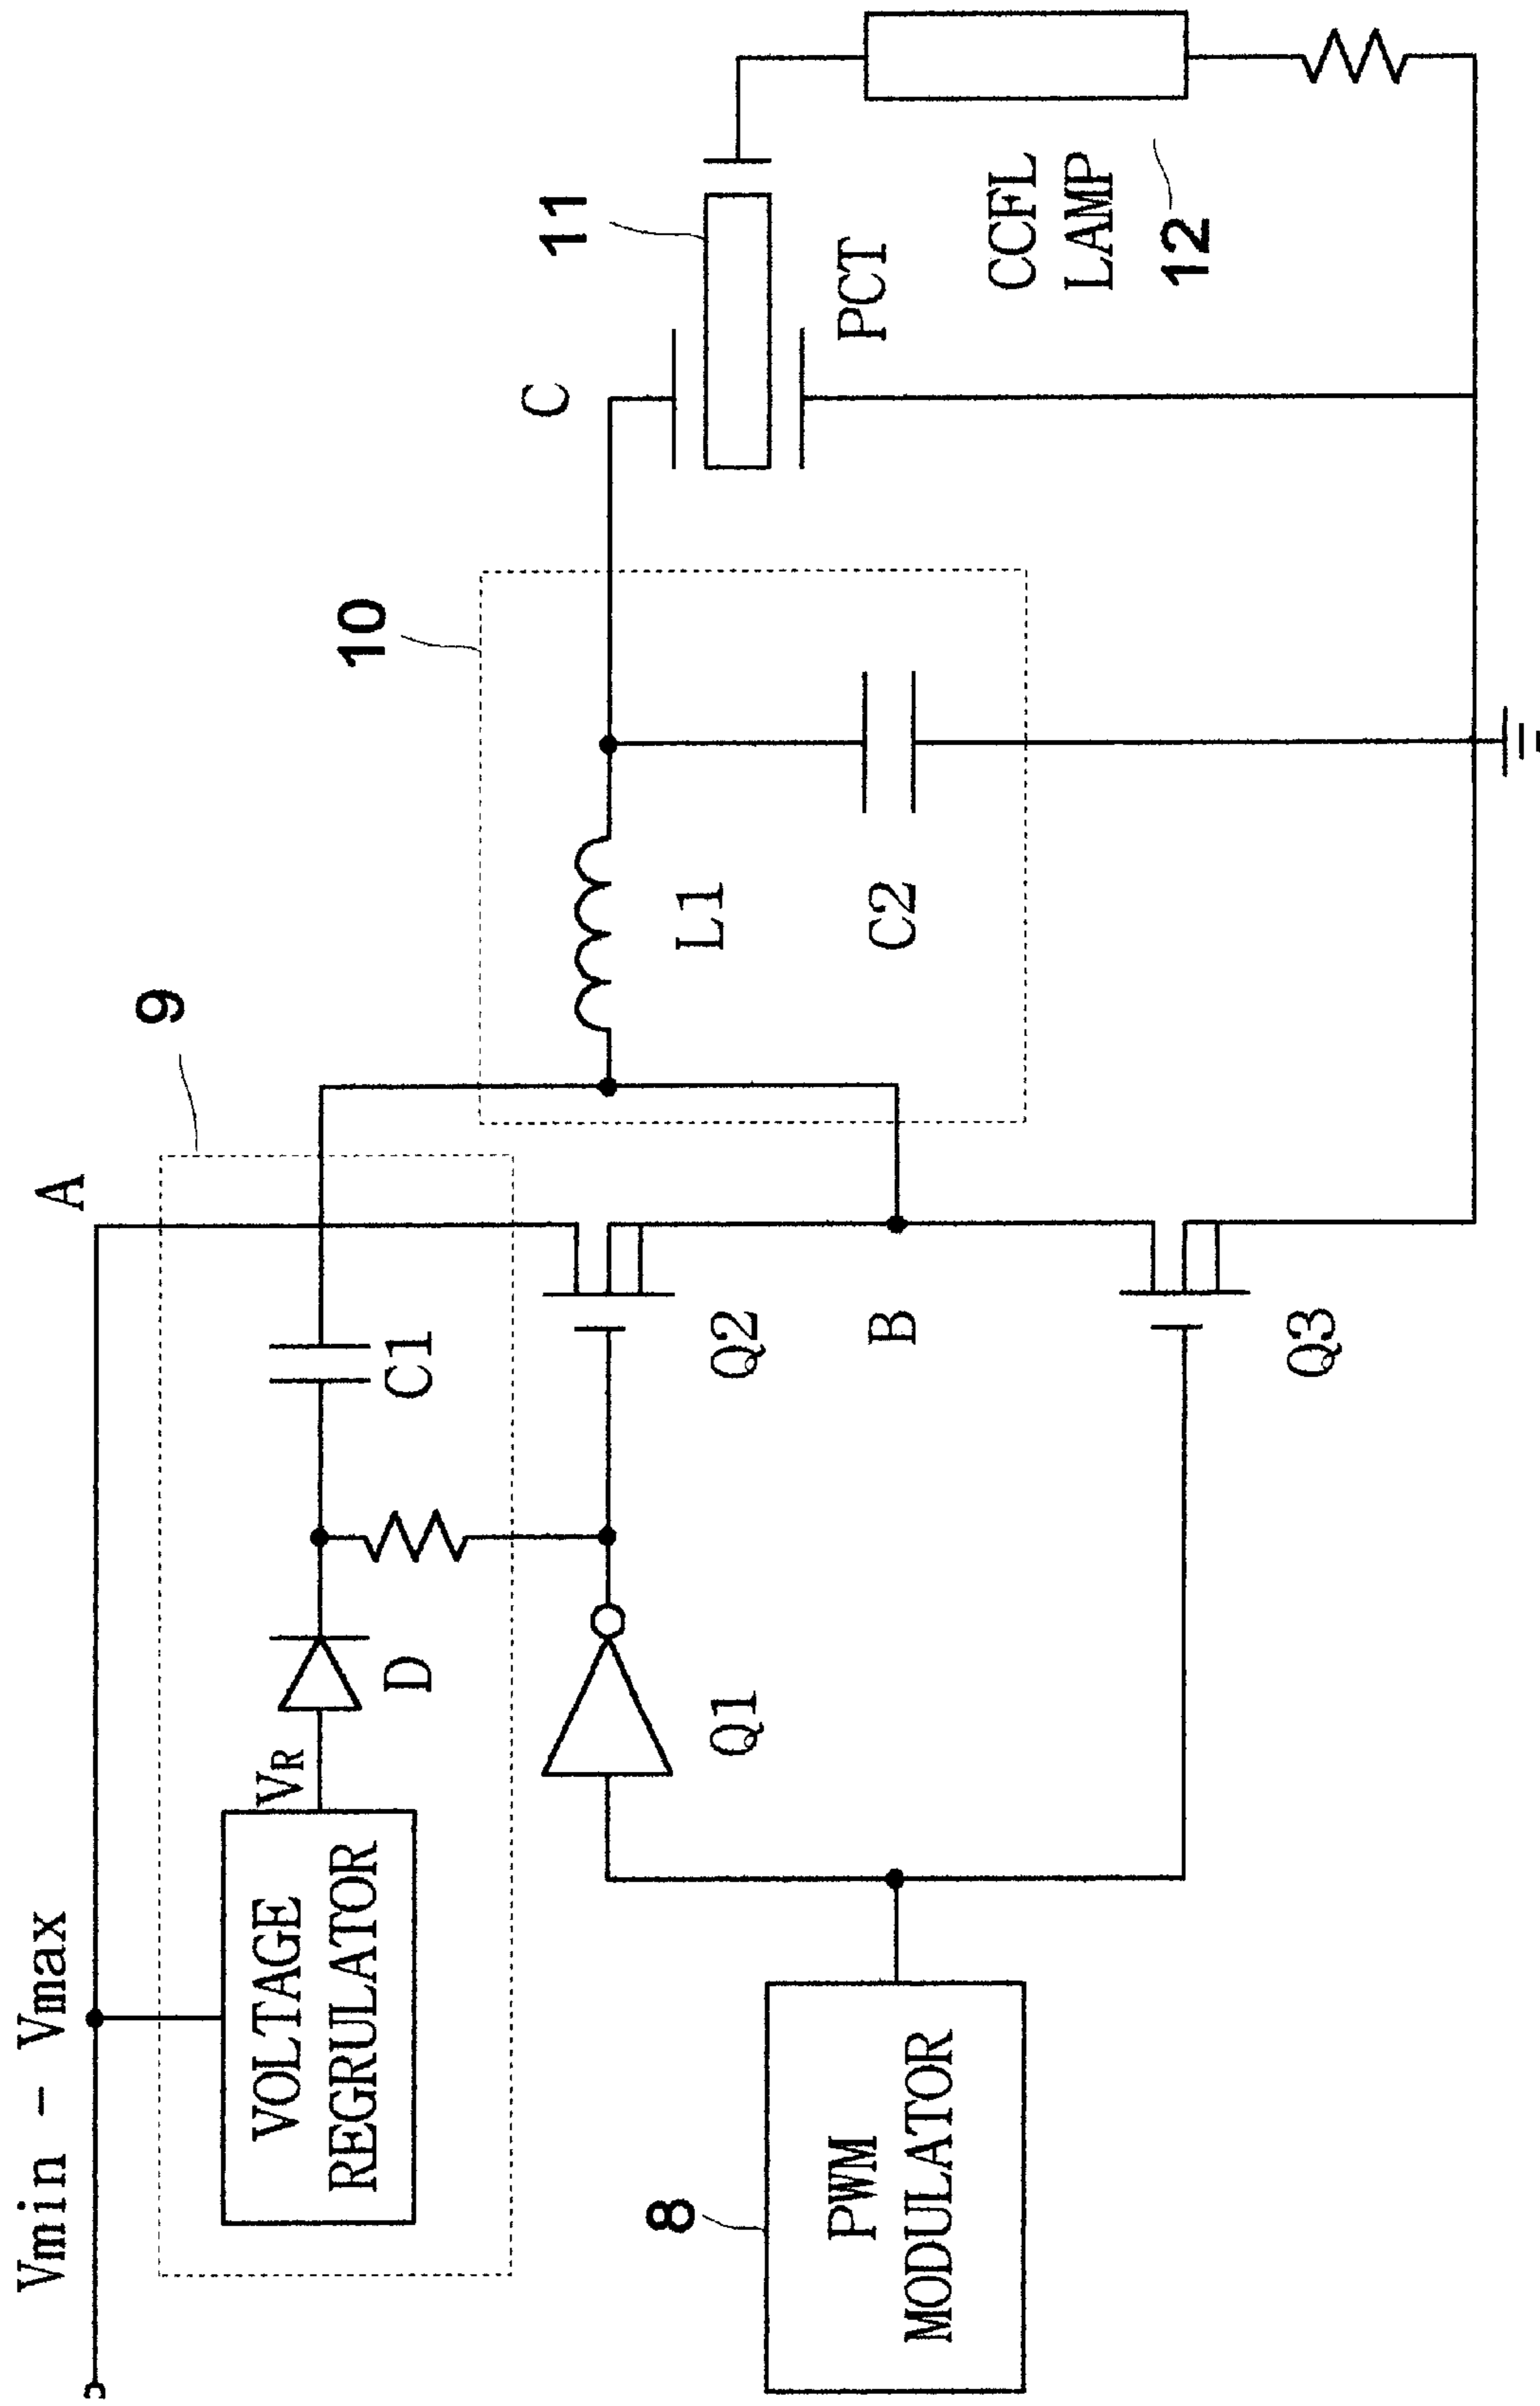 Vmin - Vmax
A
9
VOLTAGE
REGRULATOR
VR
D
C1
10
Q1
Q2
L1
C
11
PCT
8
PWM
MODULATOR
B
C2
CCFL
LAMP
12
Q3